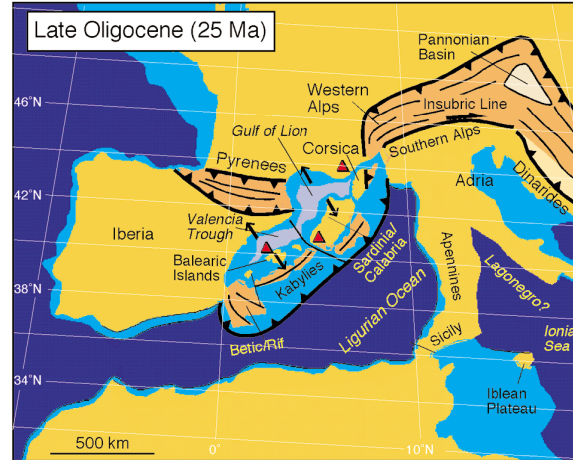 Late Oligocene (25 Ma)
Pannonian
Basin
46°N
Western
Alps
Insubric Line
Gulf of Lion
Corsica
Southern Alps
Pyrenees
42°N
Adria
Dinarides
Valencia
Trough
Iberia
Sardinia/
Calabria
Balearic
Islands
Kabylies
Apennines
Lagonegro?
38°N
Ligurian Ocean
Betic/Rif
Sicily
Ionia
Sea
34°N
Iblean
Plateau
500 km
0°
10°N